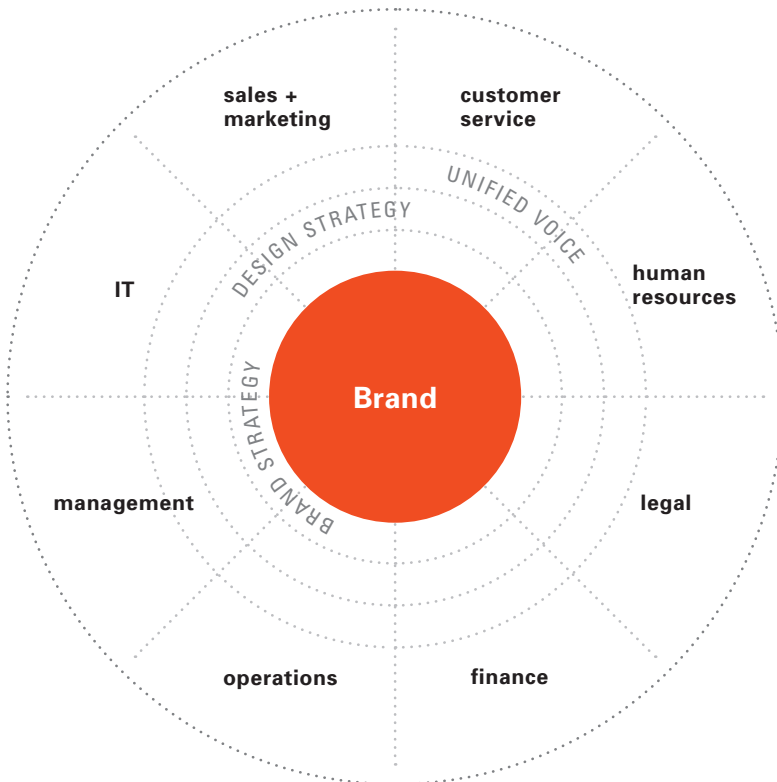 sales +
marketing
customer
service
UNIFIED VOICE
DESIGN STRATEGY
IT
human
resources
Brand
BRAND STRATEGY
management
legal
operations
finance